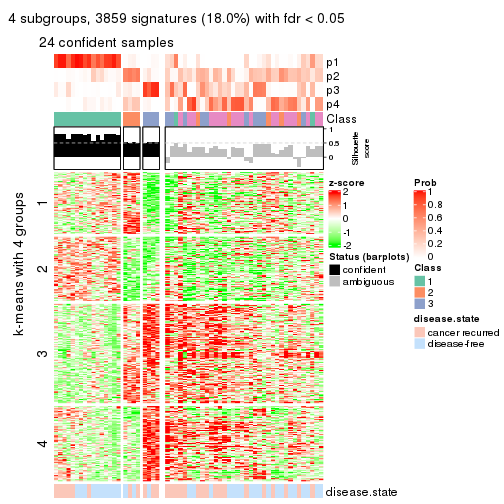 4 subgroups, 3859 signatures (18.0%) with fdr < 0.05
24 confident samples
p1
p2
p3
p4
Class
1
0.5
0
Silhouette
score
k-means with 4 groups
1
2
3
4
z-score
2
1
0
-1
-2
Status (barplots)
confident
ambiguous
Prob
1
0.8
0.6
0.4
0.2
0
Class
1
2
3
disease.state
cancer recurred
disease-free
disease.state